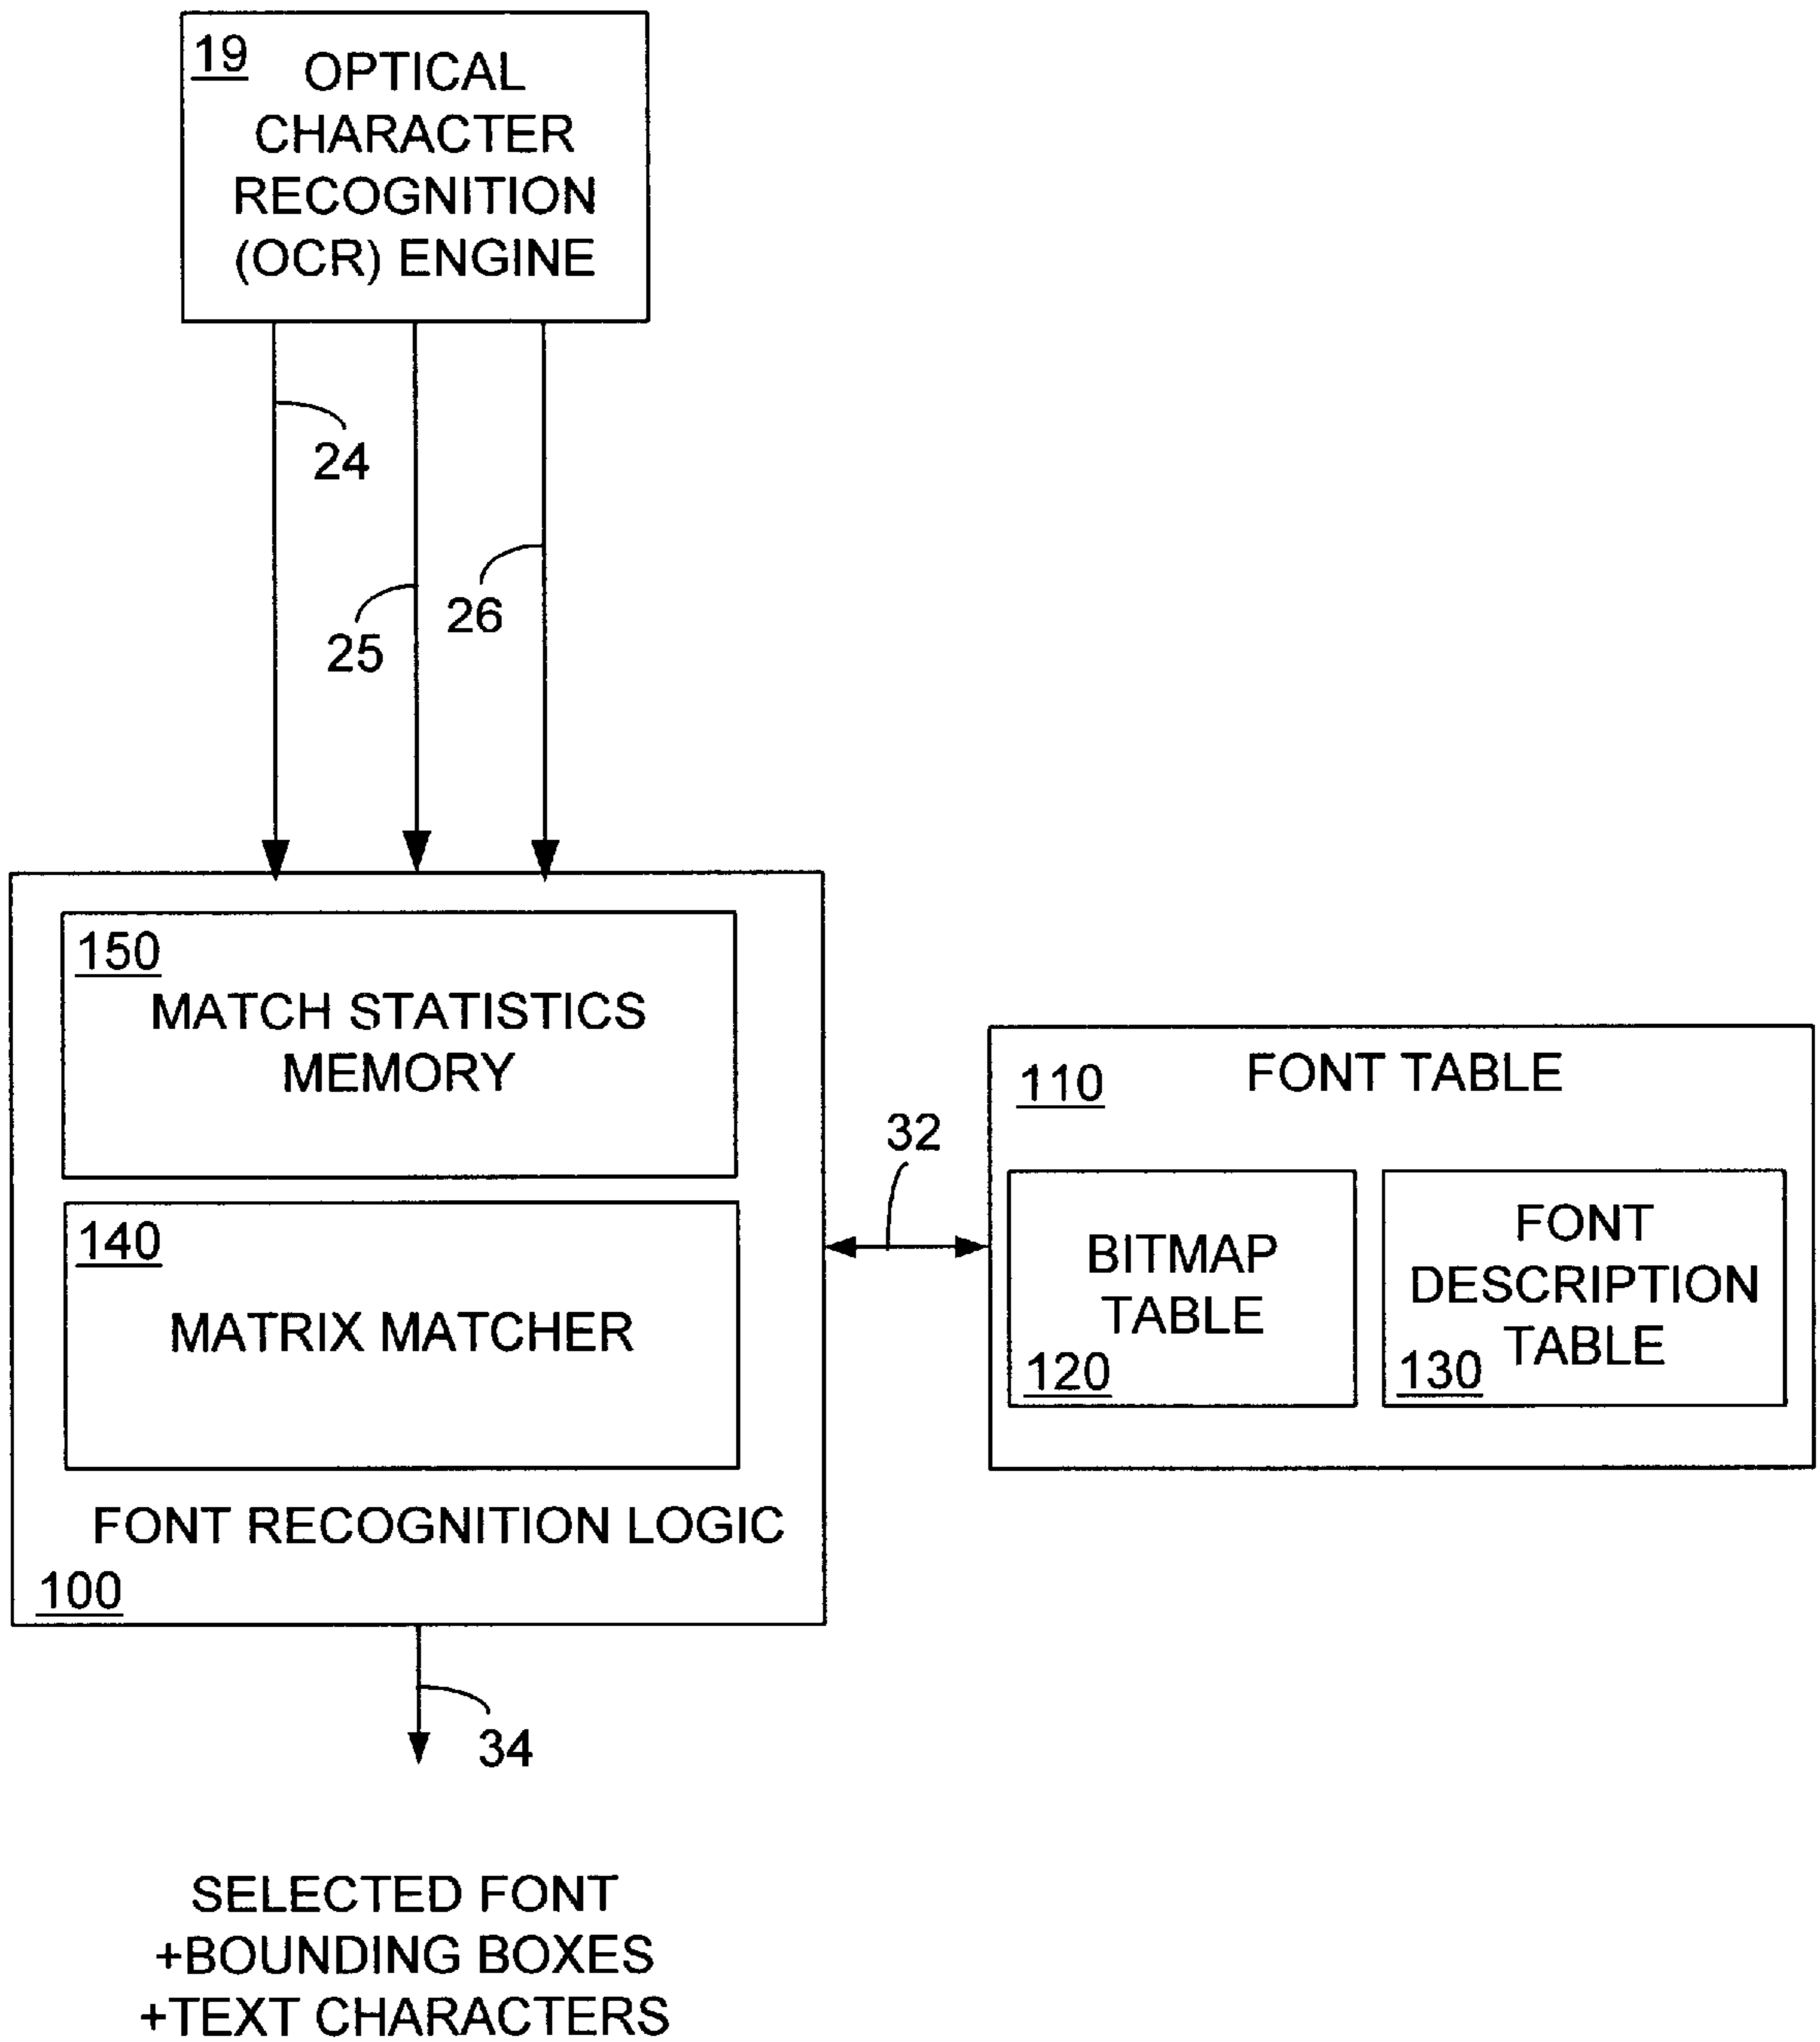 19
OPTICAL
CHARACTER
RECOGNITION
(OCR) ENGINE
24
25
26
150
MATCH STATISTICS
MEMORY
140
MATRIX MATCHER
FONT RECOGNITION LOGIC
100
32
110
FONT TABLE
BITMAP
TABLE
120
FONT
DESCRIPTION
TABLE
130
34
SELECTED FONT
+BOUNDING BOXES
+TEXT CHARACTERS